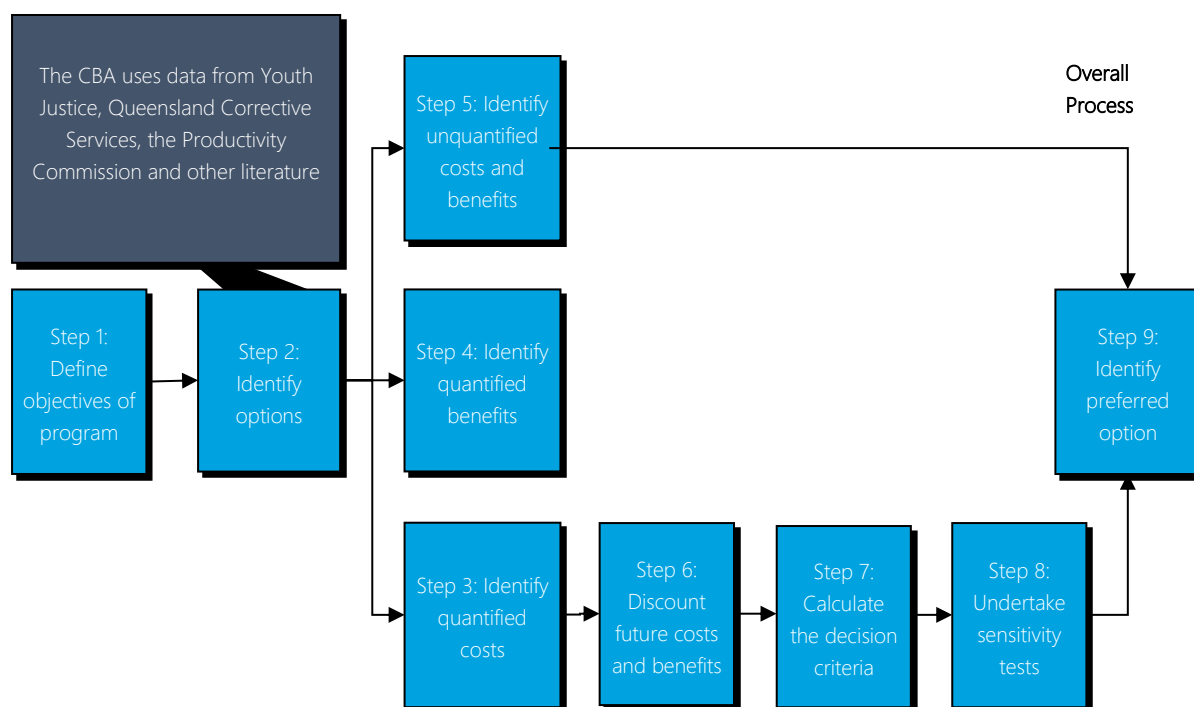 The CBA uses data from Youth
Justice, Queensland Corrective
Services, the Productivity
Commission and other literature
Overall
Process
Step 5: Identify
unquantified
costs and
benefits
Step 1:
Define
objectives of
program
Step 2:
Identify
options
Step 4: Identify
quantified
benefits
Step 9:
Identify
preferred
option
Step 3: Identify
quantified
costs
Step 6:
Discount
future costs
and benefits
Step 7:
Calculate
the decision
criteria
Step 8:
Undertake
sensitivity
tests